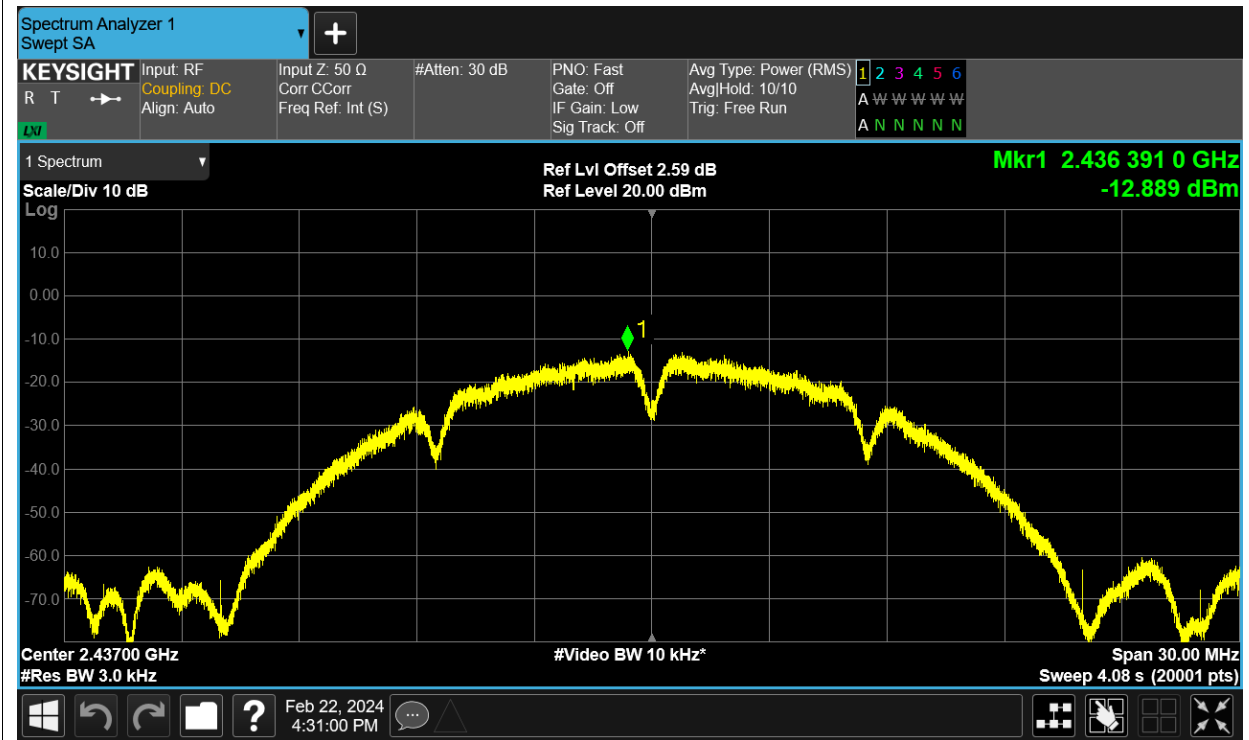 Spectrum Analyzer 1
Swept SA
+
KEYSIGHT
R T
LXI
Input: RF
Coupling: DC
Align: Auto
Input Z: 50 Ω
Corr CCorr
Freq Ref: Int (S)
#Atten: 30 dB
PNO: Fast
Gate: Off
IF Gain: Low
Sig Track: Off
Avg Type: Power (RMS)
Avg|Hold: 10/10
Trig: Free Run
1 2 3 4 5 6
A W W W W W
A N N N N N
1 Spectrum
Scale/Div 10 dB
Log
Ref Lvl Offset 2.59 dB
Ref Level 20.00 dBm
Mkr1 2.436 391 0 GHz
-12.889 dBm
10.0
0.00
-10.0
-20.0
-30.0
-40.0
-50.0
-60.0
-70.0
1
Center 2.43700 GHz
#Res BW 3.0 kHz
#Video BW 10 kHz*
Span 30.00 MHz
Sweep 4.08 s (20001 pts)
?
Feb 22, 2024
4:31:00 PM